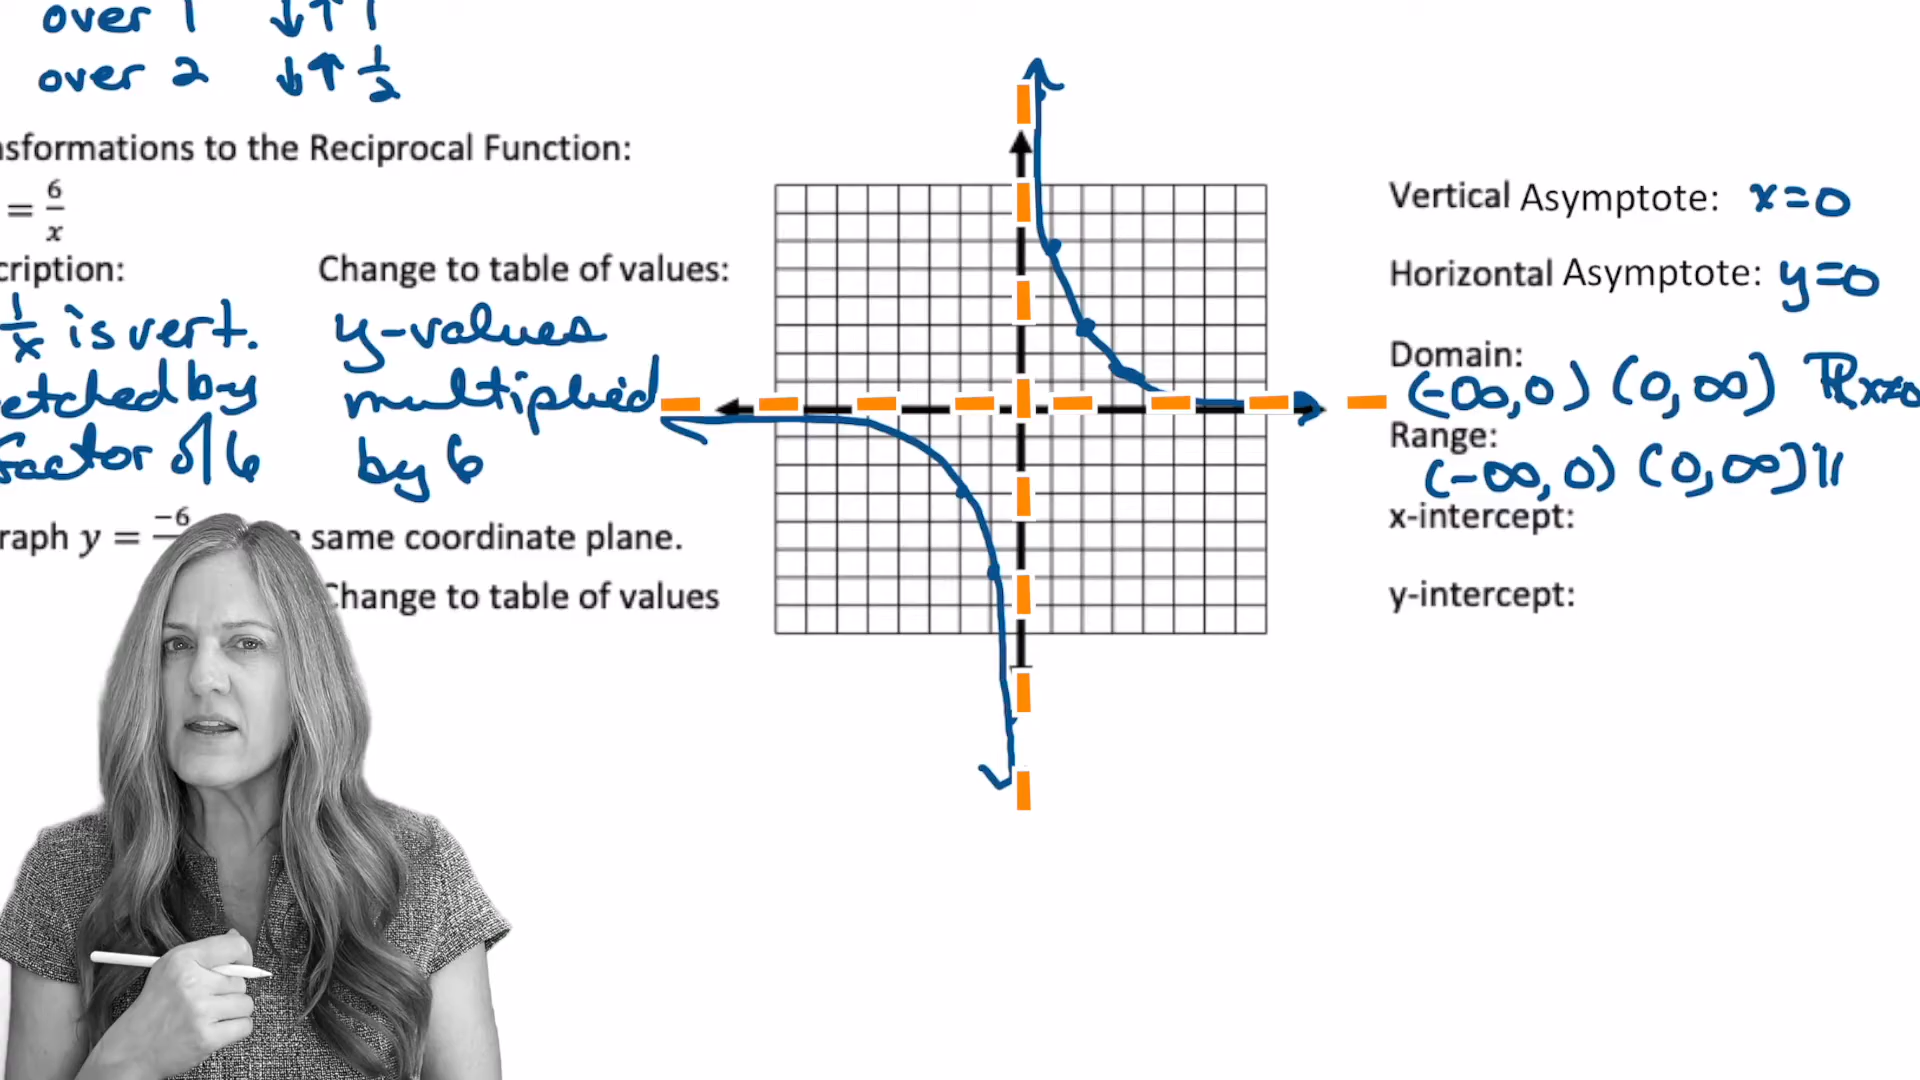 over 1 ↓↑ 1
over 2 ↓↑ 1/2
nsformations to the Reciprocal Function:
= 6/x
cription:
Change to table of values:
1/x is vert.
etched by
factor of 6
y-values
multiplied
by 6
raph y = -6
same coordinate plane.
Change to table of values
Vertical Asymptote: x=0
Horizontal Asymptote: y=0
Domain:
(-∞,0) (0,∞) ℝ x≠0
Range:
(-∞,0) (0,∞)
x-intercept:
y-intercept: